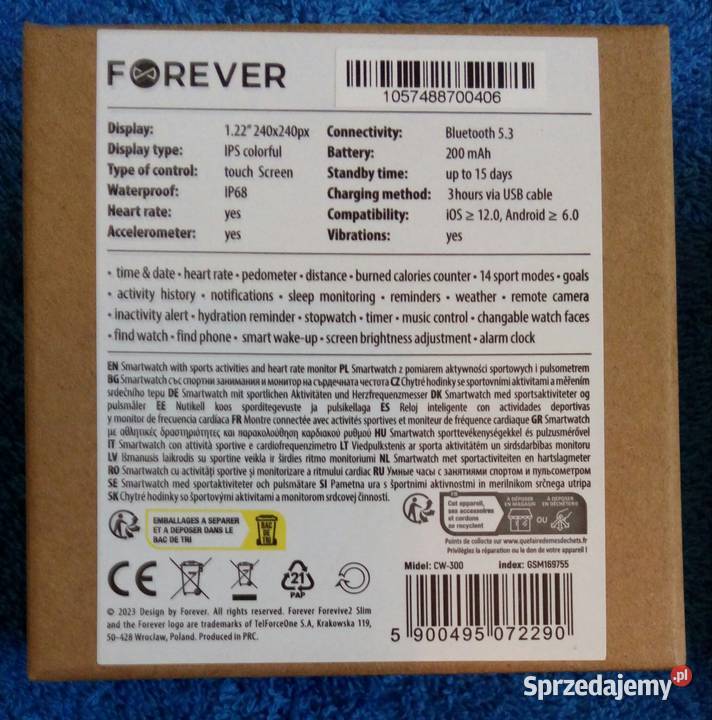 FOREVER
1057488700406
Display: 1.22" 240x240px Connectivity: Bluetooth 5.3
Display type: IPS colorful Battery: 200 mAh
Type of control: touch Screen Standby time: up to 15 days
Waterproof: IP68 Charging method: 3 hours via USB cable
Heart rate: yes Compatibility: iOS ≥ 12.0, Android ≥ 6.0
Accelerometer: yes Vibrations: yes
• time & date • heart rate • pedometer • distance • burned calories counter • 14 sport modes • goals
• activity history • notifications • sleep monitoring • reminders • weather • remote camera
• inactivity alert • hydration reminder • stopwatch • timer • music control • changable watch faces
• find watch • find phone • smart wake-up • screen brightness adjustment • alarm clock
EN Smartwatch with sports activities and heart rate monitor PL Smartwatch z pomiarem aktywności sportowych i pulsometrem
BG Smartwatch със спортни занимания и монитор на сърдечната честота CZ Chytré hodinky se sportovními aktivitami a měřením
srdečního tepu DE Smartwatch mit sportlichen Aktivitäten und Herzfrequenzmesser DK Smartwatch med sportsaktiviteter og
pulsmåler EE Nutikell koos sporditegevuste ja pulsikellaga ES Reloj inteligente con actividades deportivas
y monitor de frecuencia cardíaca FR Montre connectée avec activités sportives et moniteur de fréquence cardiaque GR Smartwatch
με αθλητικές δραστηριότητες και παρακολούθηση καρδιακού ρυθμού HU Smartwatch sporttevékenységekkel és pulzusmérővel
IT Smartwatch con attività sportive e cardiofrequenzimetro LT Viedpulkstenis ar sporta aktivitātēm un sirdsdarbības monitoru
LV Išmanusis laikrodis su sportine veikla ir širdies ritmo monitoriumi NL Smartwatch met sportactiviteiten en hartslagmeter
RO Smartwatch cu activități sportive și monitorizare a ritmului cardiac RU Умные часы с занятиями спортом и пульсометром
SE Smartwatch med sportaktiviteter och pulsmätare SI Pametna ura s športnimi aktivnostmi in merilnikom srčnega utripa
SK Chytré hodinky so športovými aktivitami a monitorom srdcovej činnosti.
EMBALLAGES A SEPARER
ET A DEPOSER DANS LE
BAC DE TRI
BAC DE TRI
FR
Cet appareil,
ses accessoires
et cordons
se recyclent
À DÉPOSER EN MAGASIN
OU
À DÉPOSER EN DÉCHÈTERIE
Points de collecte sur www.quefairedemesdechets.fr
Privilégiez la réparation ou le don de votre appareil !
CE
21
PAP
Midel: CW-300 index: GSM169755
© 2023 Design by Forever. All rights reserved. Forever Forevive2 Slim
and the Forever logo are trademarks of TelForceOne S.A, Krakowska 119,
50-428 Wrocław, Poland. Produced in PRC.
5 900495 072290
Sprzedajemy.pl